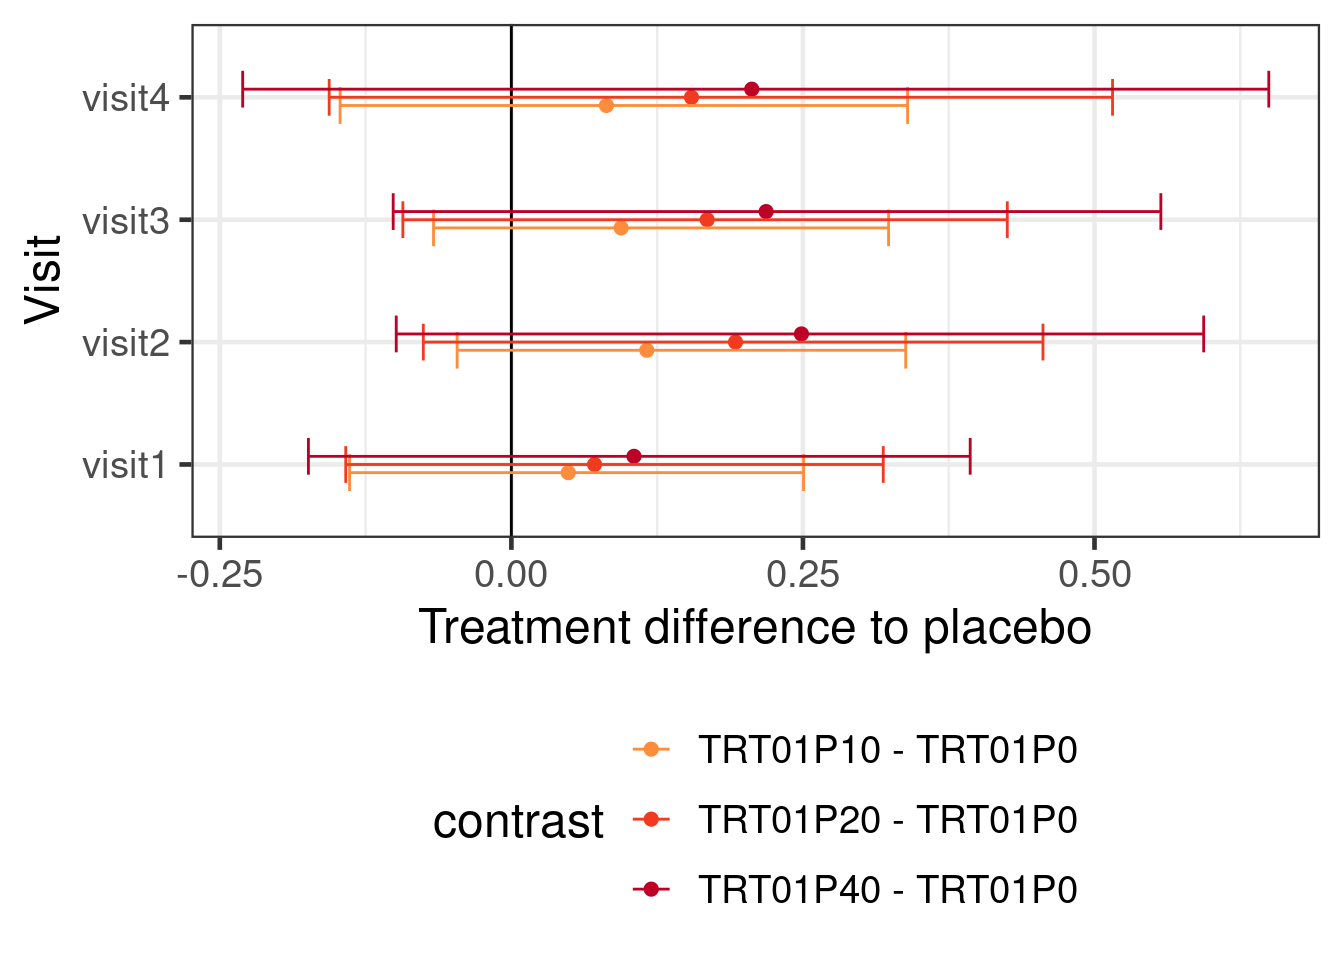 visit4
visit3
visit2
visit1
Visit
-0.25 0.00 0.25 0.50
Treatment difference to placebo
contrast
TRT01P10 - TRT01P0
TRT01P20 - TRT01P0
TRT01P40 - TRT01P0